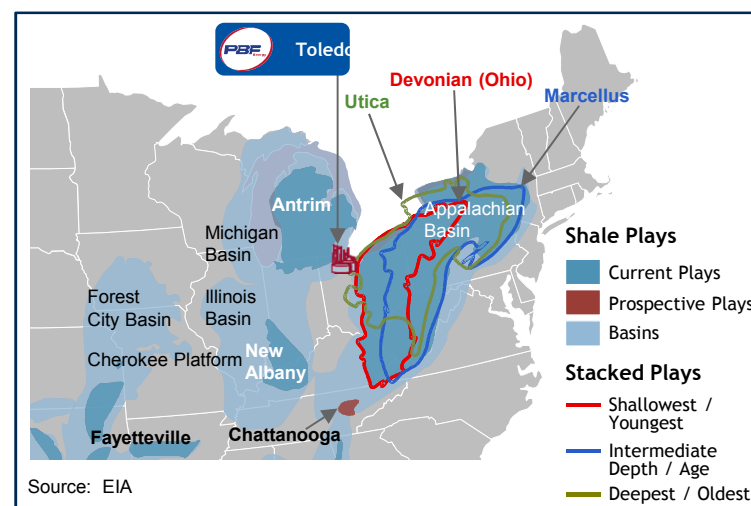 PBF
Energy
Toledo
Devonian (Ohio)
Utica
Marcellus
Antrim
Appalachian
Basin
Michigan
Basin
Forest
City Basin
Illinois
Basin
Cherokee Platform
New
Albany
Fayetteville
Chattanooga
Source: EIA
Shale Plays
Current Plays
Prospective Plays
Basins
Stacked Plays
Shallowest /
Youngest
Intermediate
Depth / Age
Deepest / Oldest